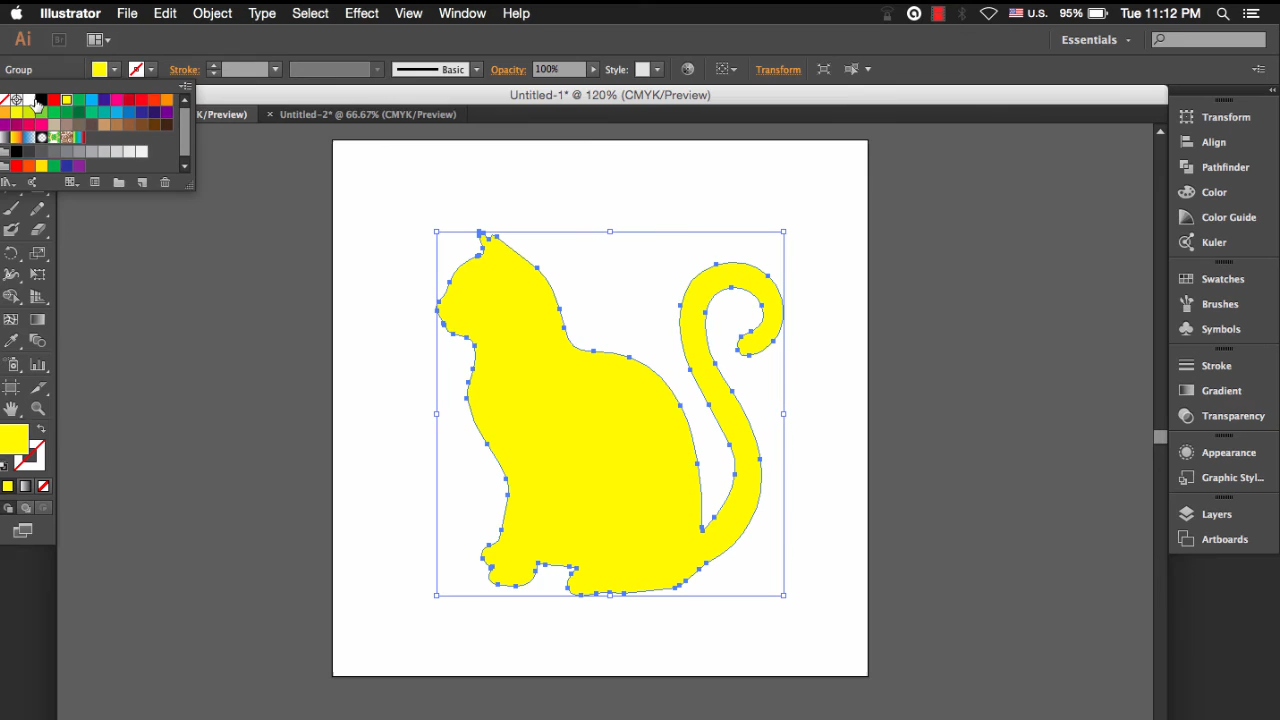 Illustrator File Edit Object Type Select Effect View Window Help U.S. 95% Tue 11:12 PM
Ai Br Essentials
Group Stroke: Basic Opacity: 100% Style: Transform
Untitled-1* @ 120% (CMYK/Preview)
YK/Preview) × Untitled-2* @ 66.67% (CMYK/Preview)
Transform
Align
Pathfinder
Color
Color Guide
Kuler
Swatches
Brushes
Symbols
Stroke
Gradient
Transparency
Appearance
Graphic Styl...
Layers
Artboards